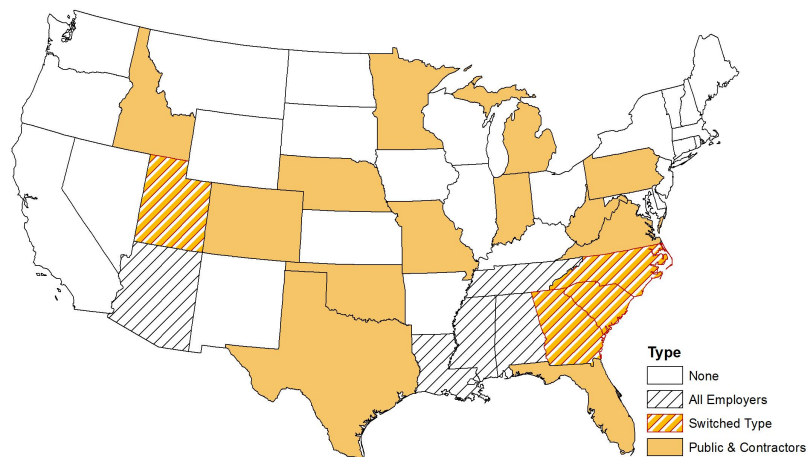 Type
None
All Employers
Switched Type
Public & Contractors